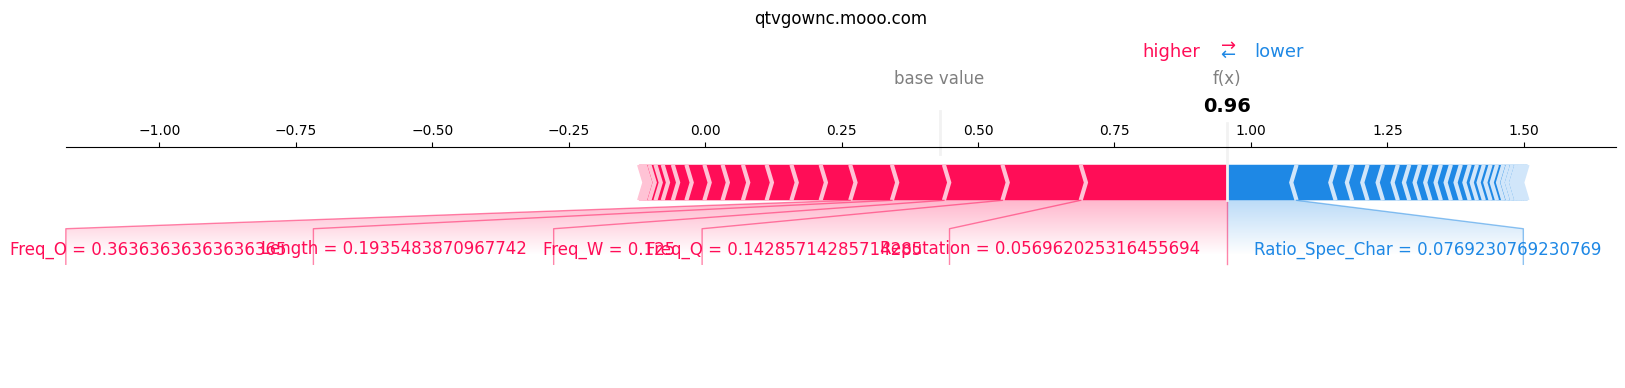 qtvgownc.mooo.com
higher ⇄ lower
base value f(x)
0.96
−1.00 −0.75 −0.50 −0.25 0.00 0.25 0.50 0.75 1.00 1.25 1.50
Freq_O = 0.36363636363636365 Length = 0.1935483870967742 Freq_W = 0.125 Freq_Q = 0.14285714285714285 Reputation = 0.056962025316455694 Ratio_Spec_Char = 0.0769230769230769